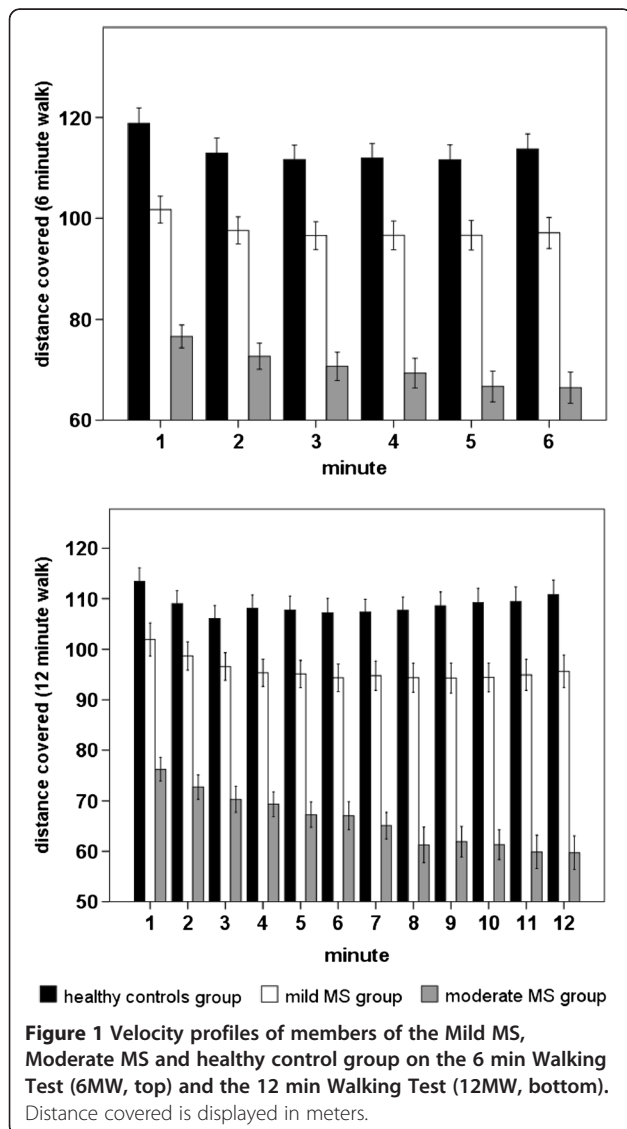 distance covered (6 minute walk)
120
100
80
60
1 2 3 4 5 6
minute
distance covered (12 minute walk)
120
110
100
90
80
70
60
50
1 2 3 4 5 6 7 8 9 10 11 12
minute
healthy controls group mild MS group moderate MS group
Figure 1 Velocity profiles of members of the Mild MS,
Moderate MS and healthy control group on the 6 min Walking
Test (6MW, top) and the 12 min Walking Test (12MW, bottom).
Distance covered is displayed in meters.